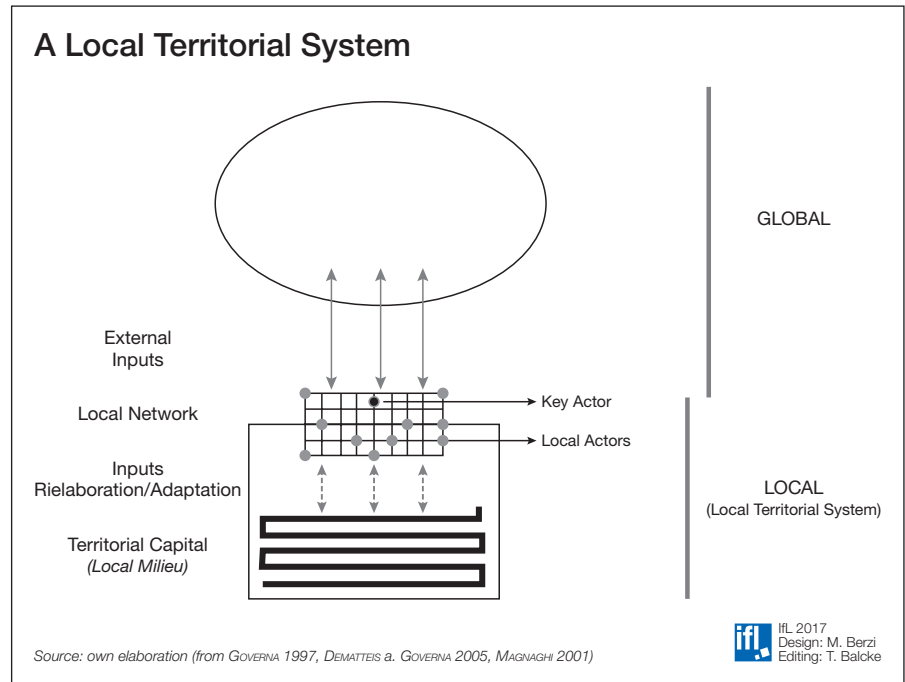 A Local Territorial System
GLOBAL
External
Inputs
Key Actor
Local Network
Local Actors
Inputs
Rielaboration/Adaptation
LOCAL
(Local Territorial System)
Territorial Capital
(Local Milieu)
Source: own elaboration (from GOVERNA 1997, DEMATTEIS a. GOVERNA 2005, MAGNAGHI 2001)
ifl
IfL 2017
Design: M. Berzi
Editing: T. Balcke